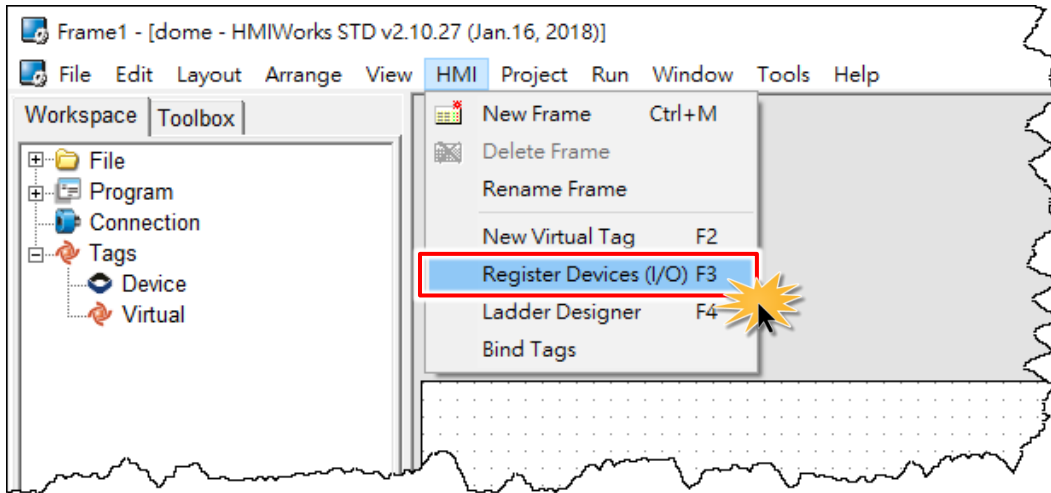 Frame1 - [dome - HMIWorks STD v2.10.27 (Jan.16, 2018)]
File Edit Layout Arrange View HMI Project Run Window Tools Help
Workspace Toolbox
File
Program
Connection
Tags
Device
Virtual
New Frame Ctrl+M
Delete Frame
Rename Frame
New Virtual Tag F2
Register Devices (I/O) F3
Ladder Designer F4
Bind Tags